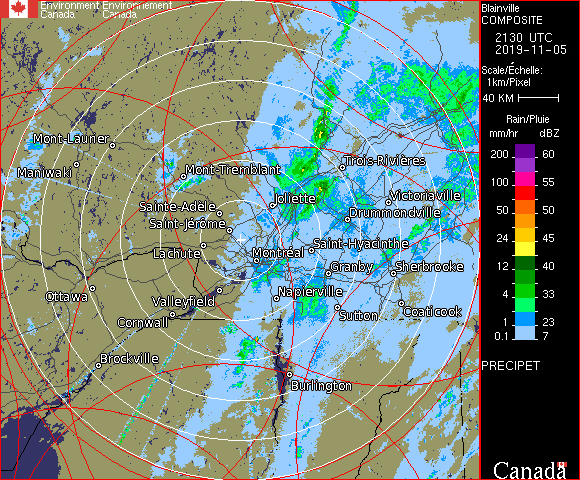 Environment Environnement
Canada Canada
Blainville
COMPOSITE
2130 UTC
2019-11-05
Scale/Échelle:
1km/Pixel
40 KM
Rain/Pluie
mm/hr dBZ
200 60
100 55
50 50
24 45
12 40
4 33
1 23
0.1 7
PRECIPET
Canada
Mont-Laurier
Maniwaki
Mont-Tremblant
Trois-Rivières
Sainte-Adele
Joliette
Victoriaville
Saint-Jérôme
Drummondville
Lachute
Montréal
Saint-Hyacinthe
Granby
Sherbrooke
Ottawa
Valleyfield
Napierville
Cornwall
Sutton
Coaticook
Brockville
Burlington